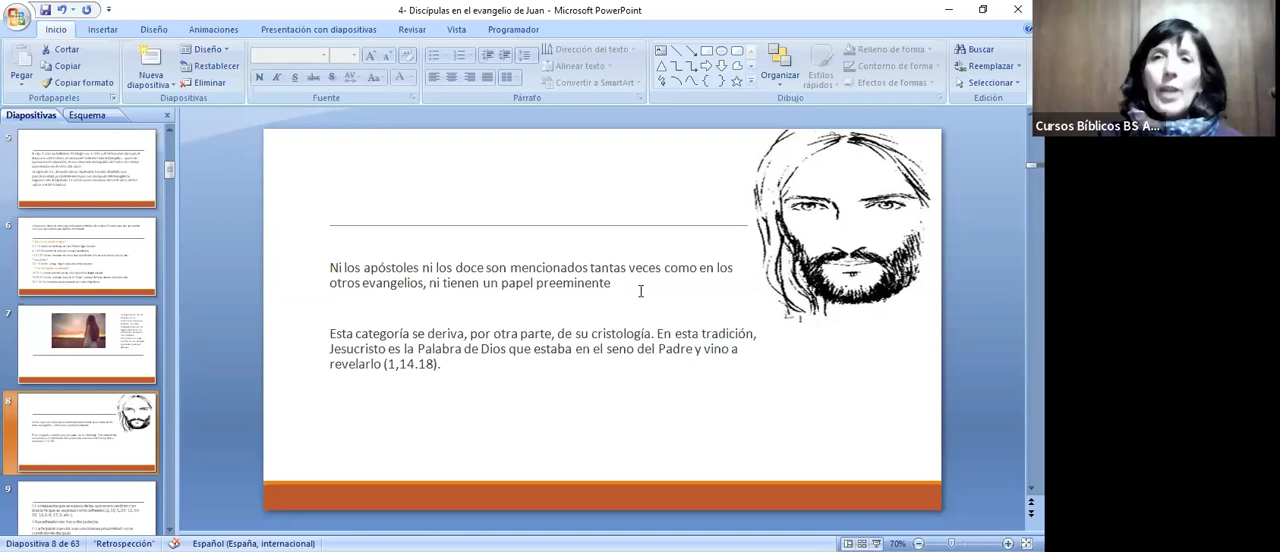 4- Discípulas en el evangelio de Juan - Microsoft PowerPoint
Inicio Insertar Diseño Animaciones Presentación con diapositivas Revisar Vista Programador
Pegar
Cortar
Copiar
Copiar formato
Portapapeles
Nueva
diapositiva
Diseño
Restablecer
Eliminar
Diapositivas
Fuente
Dirección del texto
Alinear texto
Convertir a SmartArt
Párrafo
Organizar
Estilos
rápidos
Relleno de forma
Contorno de forma
Efectos de formas
Dibujo
Buscar
Reemplazar
Seleccionar
Edición
Diapositivas Esquema
5
6
7
8
9
Ni los apóstoles ni los doce son mencionados tantas veces como en los
otros evangelios, ni tienen un papel preeminente
Esta categoría se deriva, por otra parte, de su cristología. En esta tradición,
Jesucristo es la Palabra de Dios que estaba en el seno del Padre y vino a
revelarlo (1,14.18).
Cursos Bíblicos BS A...
Diapositiva 8 de 63 "Retrospección" Español (España, internacional) 70%